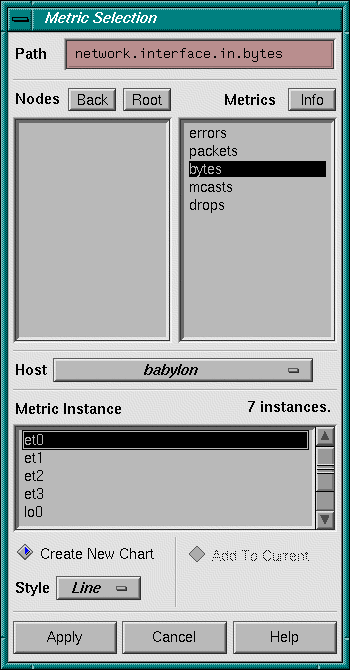 Metric Selection
Path network.interface.in.bytes
Nodes Back Root Metrics Info
errors
packets
bytes
mcasts
drops
Host babylon
Metric Instance 7 instances.
et0
et1
et2
et3
lo0
Create New Chart Add To Current
Style Line
Apply Cancel Help